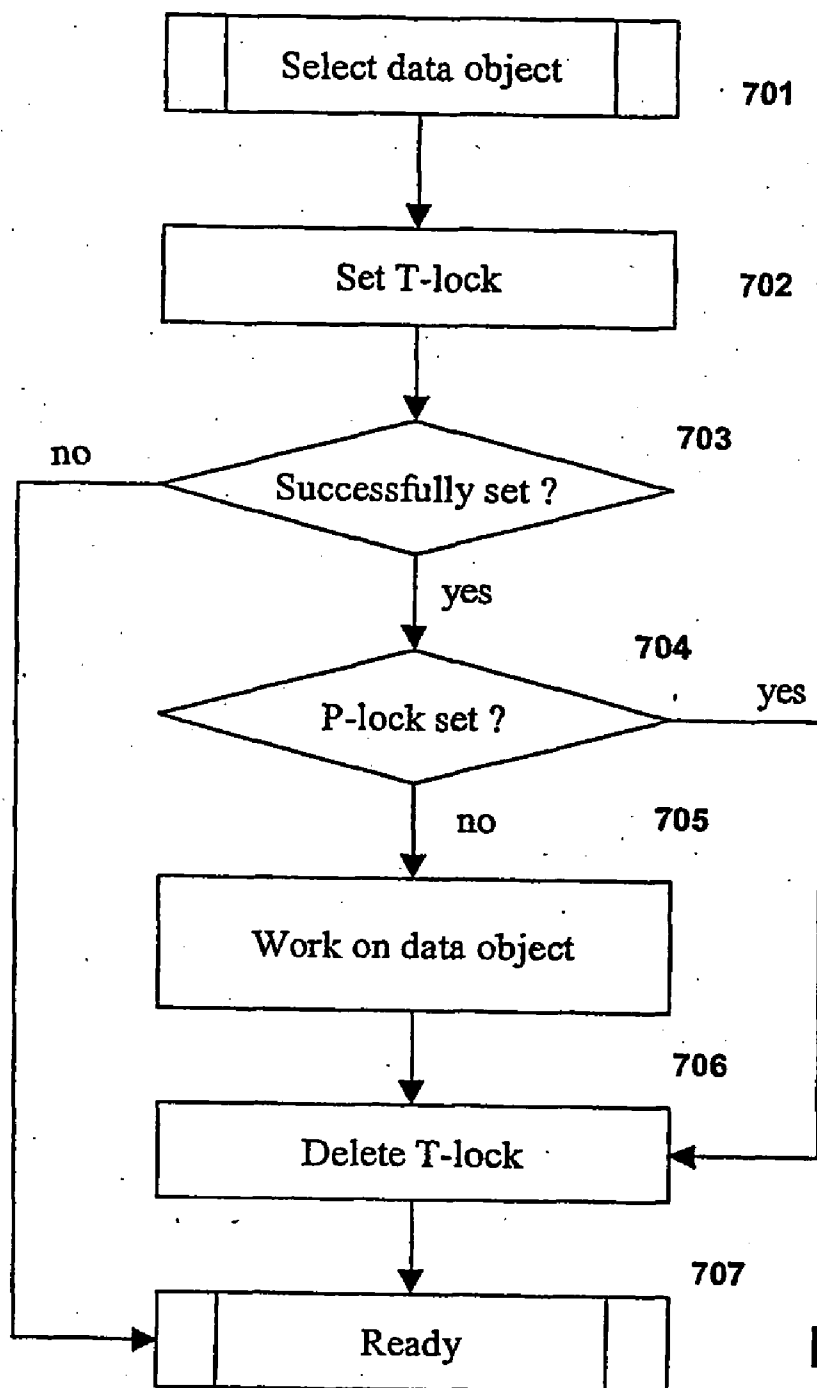 Select data object
701
Set T-lock
702
703
no
Successfully set ?
yes
704
yes
P-lock set ?
no
705
Work on data object
706
Delete T-lock
707
Ready